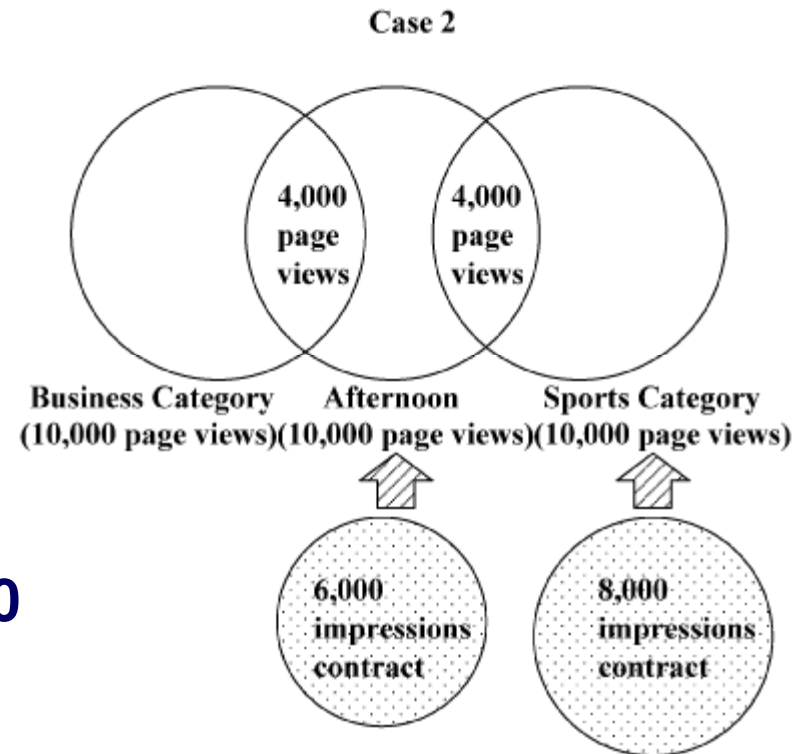 Case 2
4,000
page
views
4,000
page
views
Business Category Afternoon Sports Category
(10,000 page views)(10,000 page views)(10,000 page views)
6,000
impressions
contract
8,000
impressions
contract
0